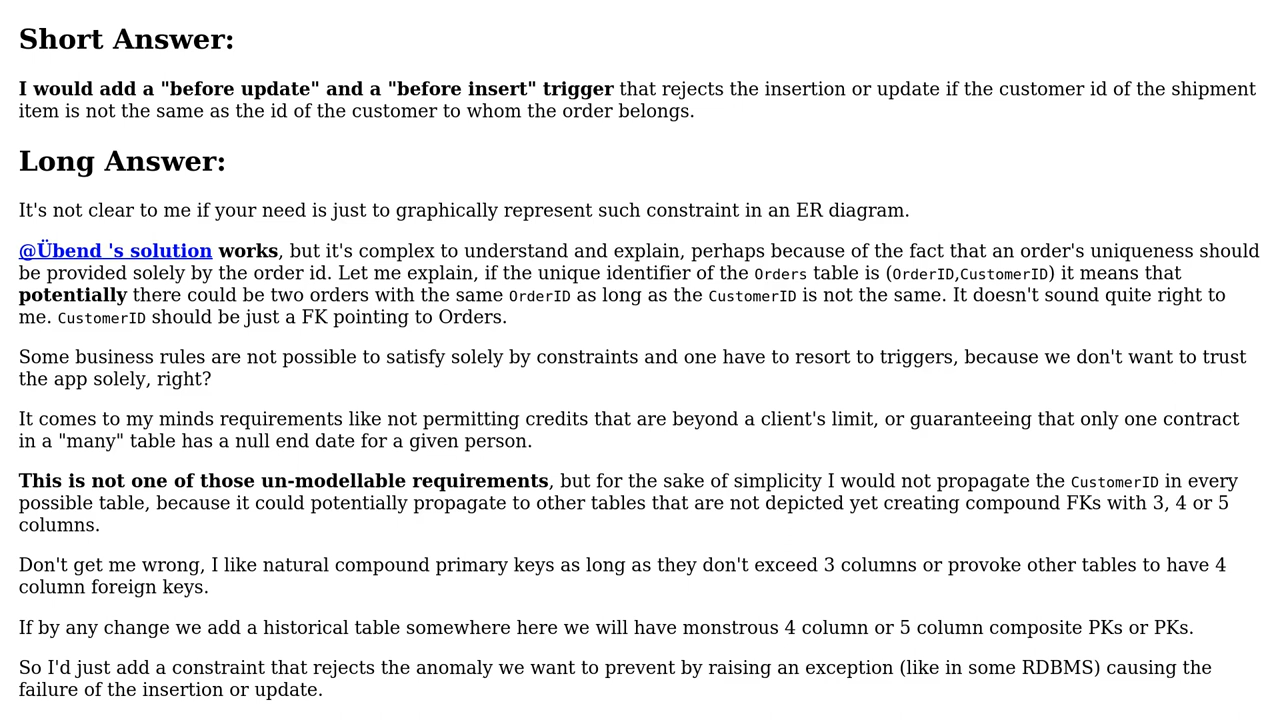 Short Answer:
I would add a "before update" and a "before insert" trigger that rejects the insertion or update if the customer id of the shipment
item is not the same as the id of the customer to whom the order belongs.
Long Answer:
It's not clear to me if your need is just to graphically represent such constraint in an ER diagram.
@Übend 's solution works, but it's complex to understand and explain, perhaps because of the fact that an order's uniqueness should
be provided solely by the order id. Let me explain, if the unique identifier of the Orders table is (OrderID,CustomerID) it means that
potentially there could be two orders with the same OrderID as long as the CustomerID is not the same. It doesn't sound quite right to
me. CustomerID should be just a FK pointing to Orders.
Some business rules are not possible to satisfy solely by constraints and one have to resort to triggers, because we don't want to trust
the app solely, right?
It comes to my minds requirements like not permitting credits that are beyond a client's limit, or guaranteeing that only one contract
in a "many" table has a null end date for a given person.
This is not one of those un-modellable requirements, but for the sake of simplicity I would not propagate the CustomerID in every
possible table, because it could potentially propagate to other tables that are not depicted yet creating compound FKs with 3, 4 or 5
columns.
Don't get me wrong, I like natural compound primary keys as long as they don't exceed 3 columns or provoke other tables to have 4
column foreign keys.
If by any change we add a historical table somewhere here we will have monstrous 4 column or 5 column composite PKs or PKs.
So I'd just add a constraint that rejects the anomaly we want to prevent by raising an exception (like in some RDBMS) causing the
failure of the insertion or update.